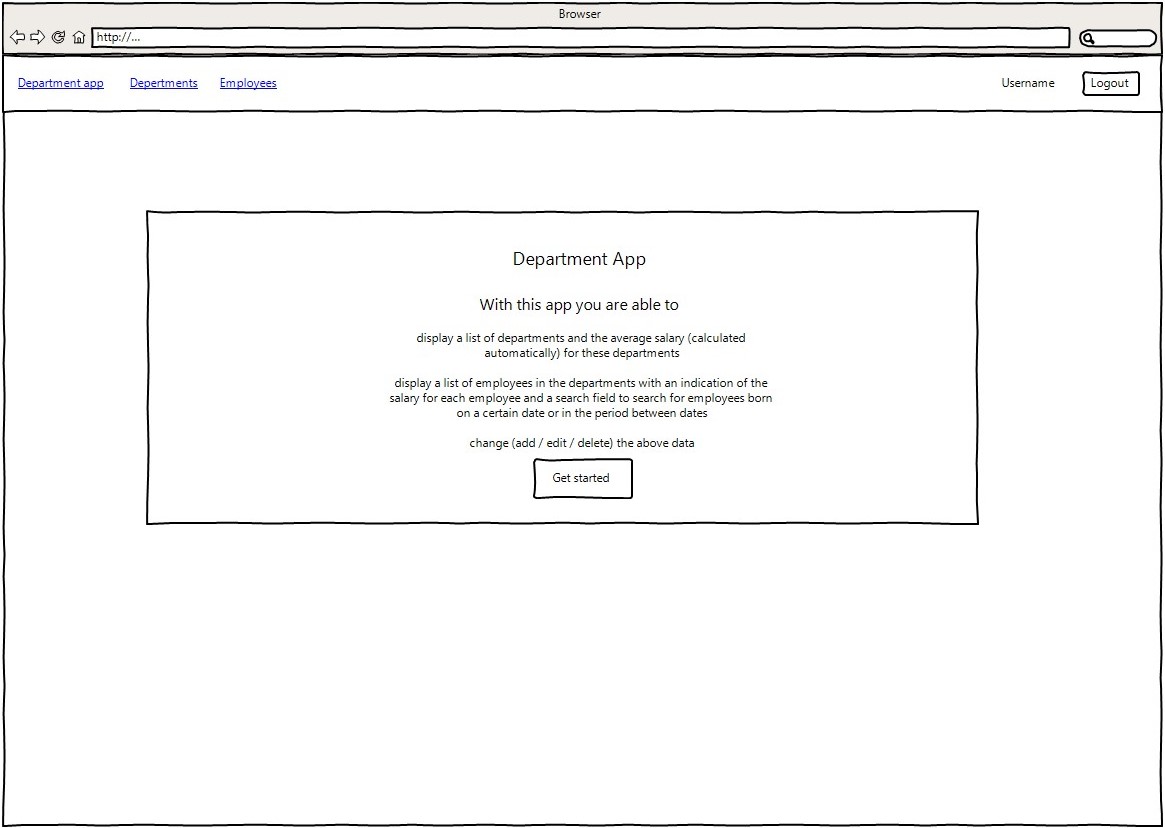 Browser
http://...
Department app Depertments Employees Username Logout
Department App
With this app you are able to
display a list of departments and the average salary (calculated
automatically) for these departments
display a list of employees in the departments with an indication of the
salary for each employee and a search field to search for employees born
on a certain date or in the period between dates
change (add / edit / delete) the above data
Get started